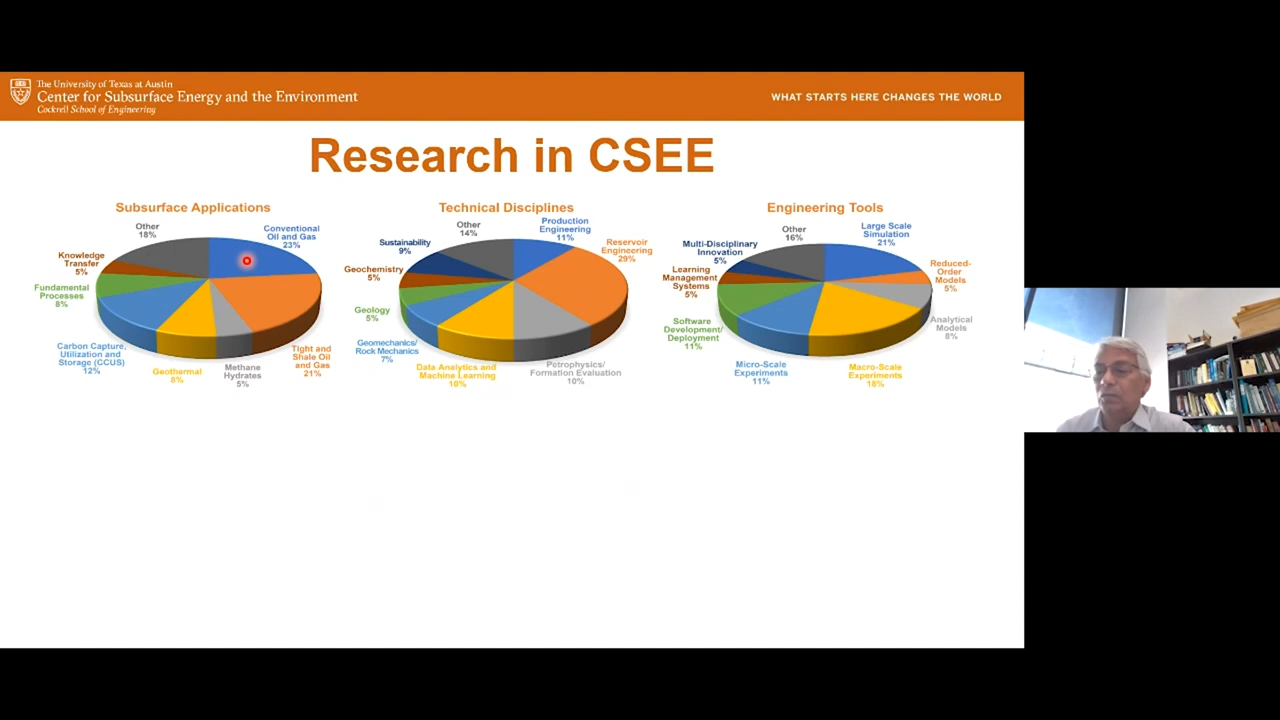 The University of Texas at Austin
Center for Subsurface Energy and the Environment
Cockrell School of Engineering
WHAT STARTS HERE CHANGES THE WORLD
Research in CSEE
Subsurface Applications
Other
18%
Conventional
Oil and Gas
23%
Knowledge
Transfer
5%
Fundamental
Processes
8%
Carbon Capture,
Utilization and
Storage (CCUS)
12%
Geothermal
8%
Methane
Hydrates
5%
Tight and
Shale Oil
and Gas
21%
Technical Disciplines
Other
14%
Production
Engineering
11%
Sustainability
9%
Reservoir
Engineering
29%
Geochemistry
5%
Geology
5%
Geomechanics/
Rock Mechanics
7%
Data Analytics and
Machine Learning
10%
Petrophysics/
Formation Evaluation
10%
Engineering Tools
Other
16%
Large Scale
Simulation
21%
Multi-Disciplinary
Innovation
5%
Reduced-
Order
Models
5%
Learning
Management
Systems
5%
Analytical
Models
8%
Software
Development/
Deployment
11%
Micro-Scale
Experiments
11%
Macro-Scale
Experiments
18%